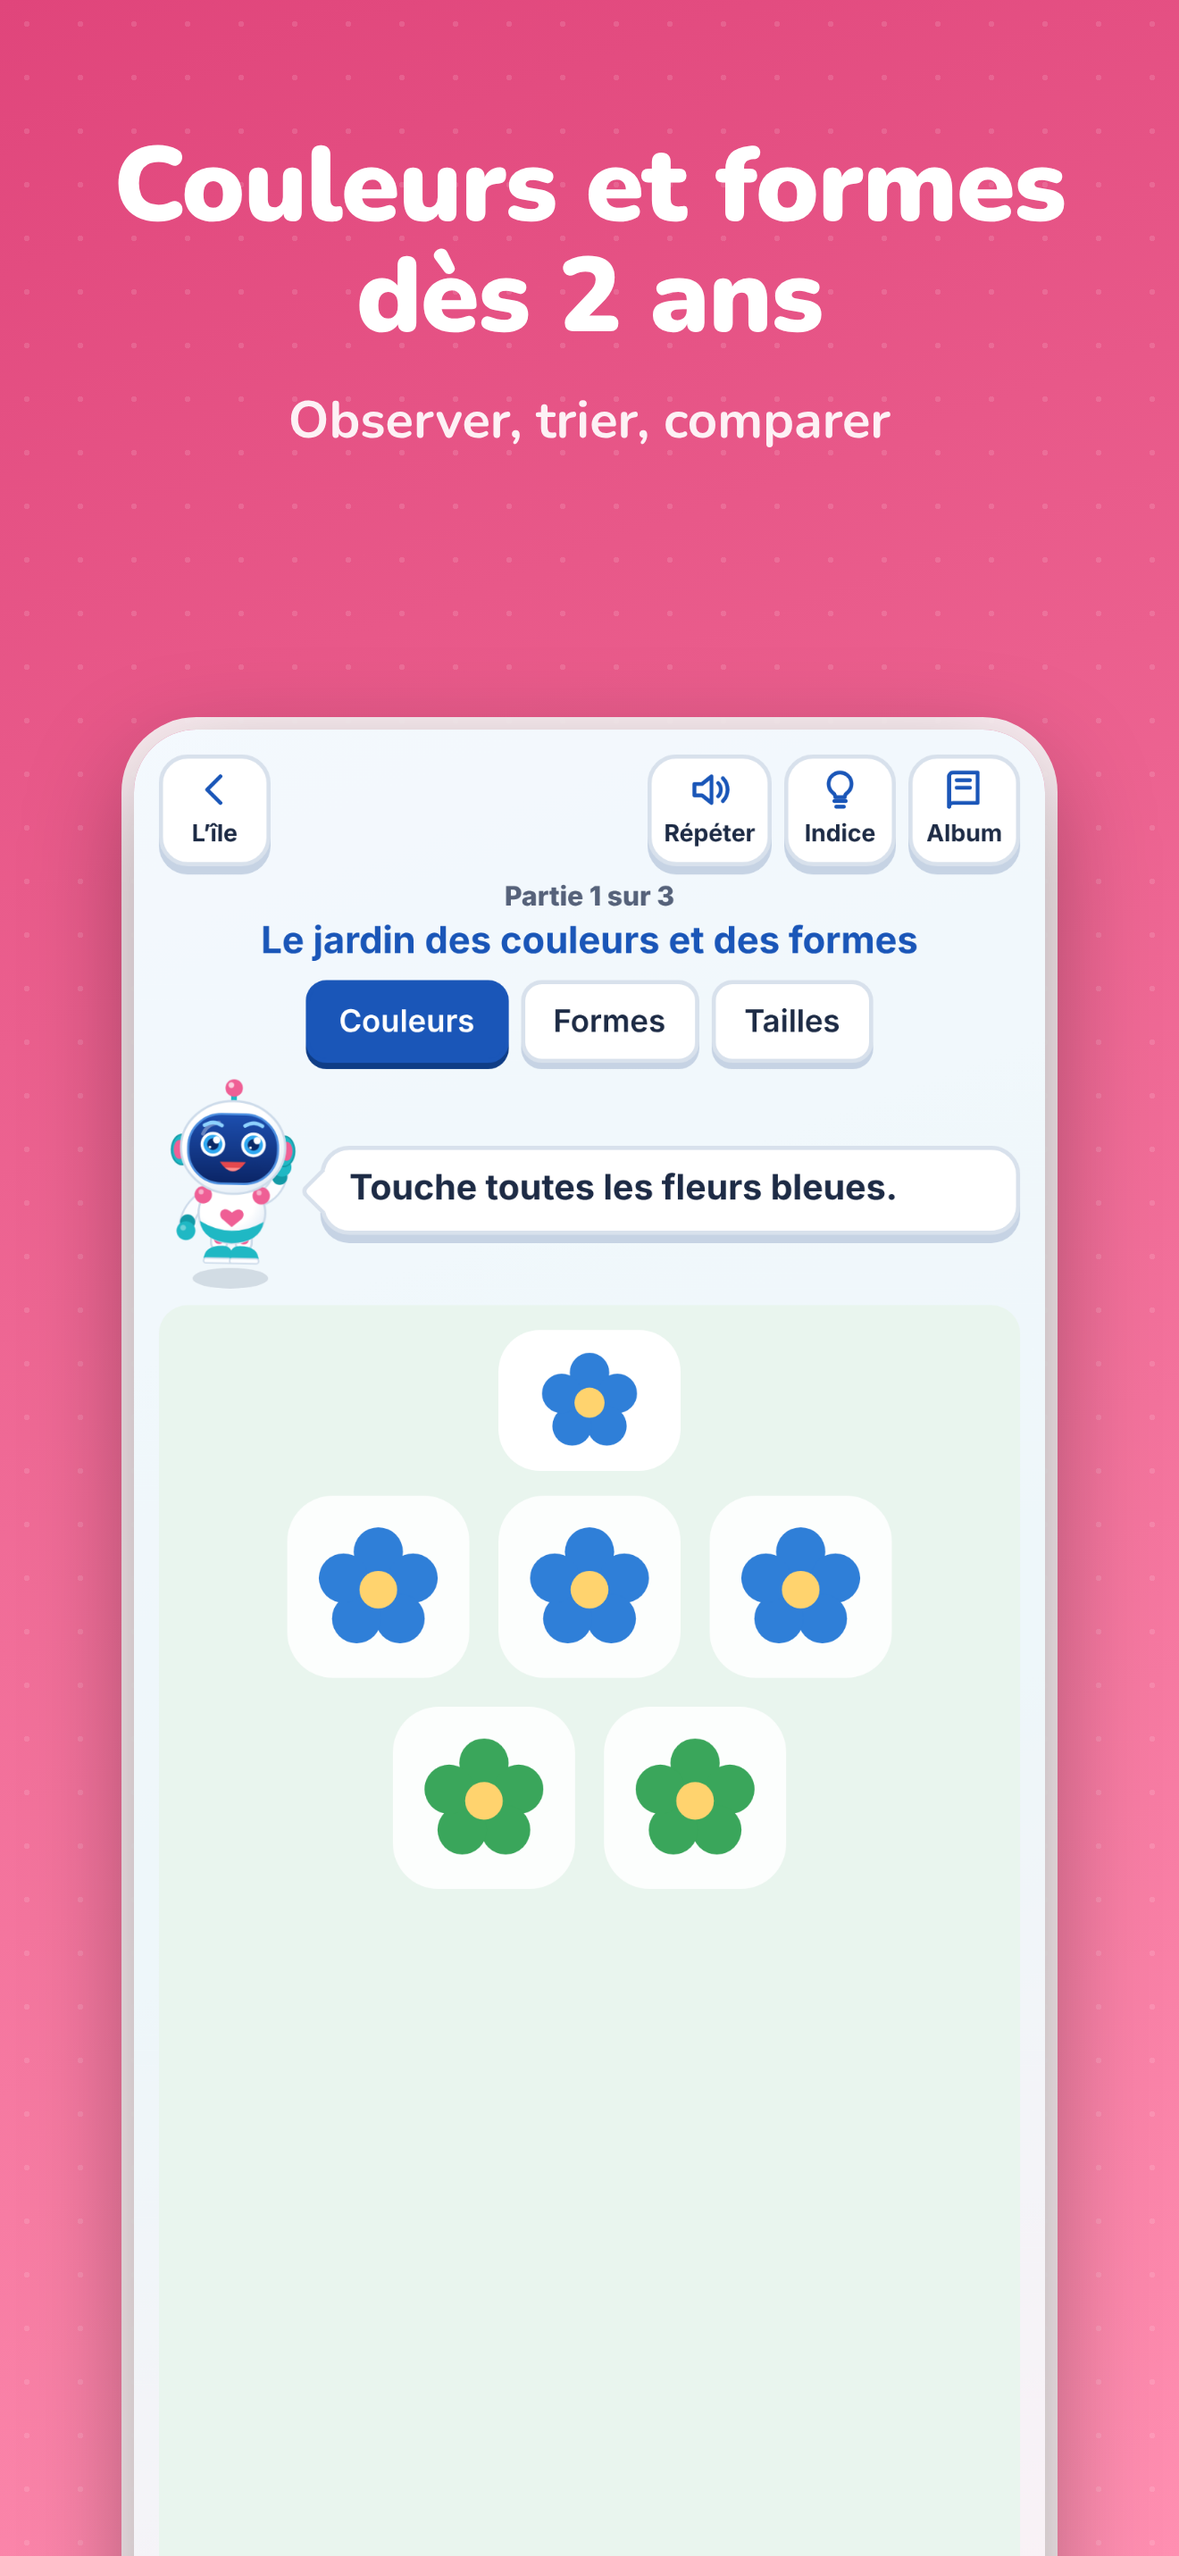 Couleurs et formes
dès 2 ans
Observer, trier, comparer
L'île
Répéter
Indice
Album
Partie 1 sur 3
Le jardin des couleurs et des formes
Couleurs
Formes
Tailles
Touche toutes les fleurs bleues.